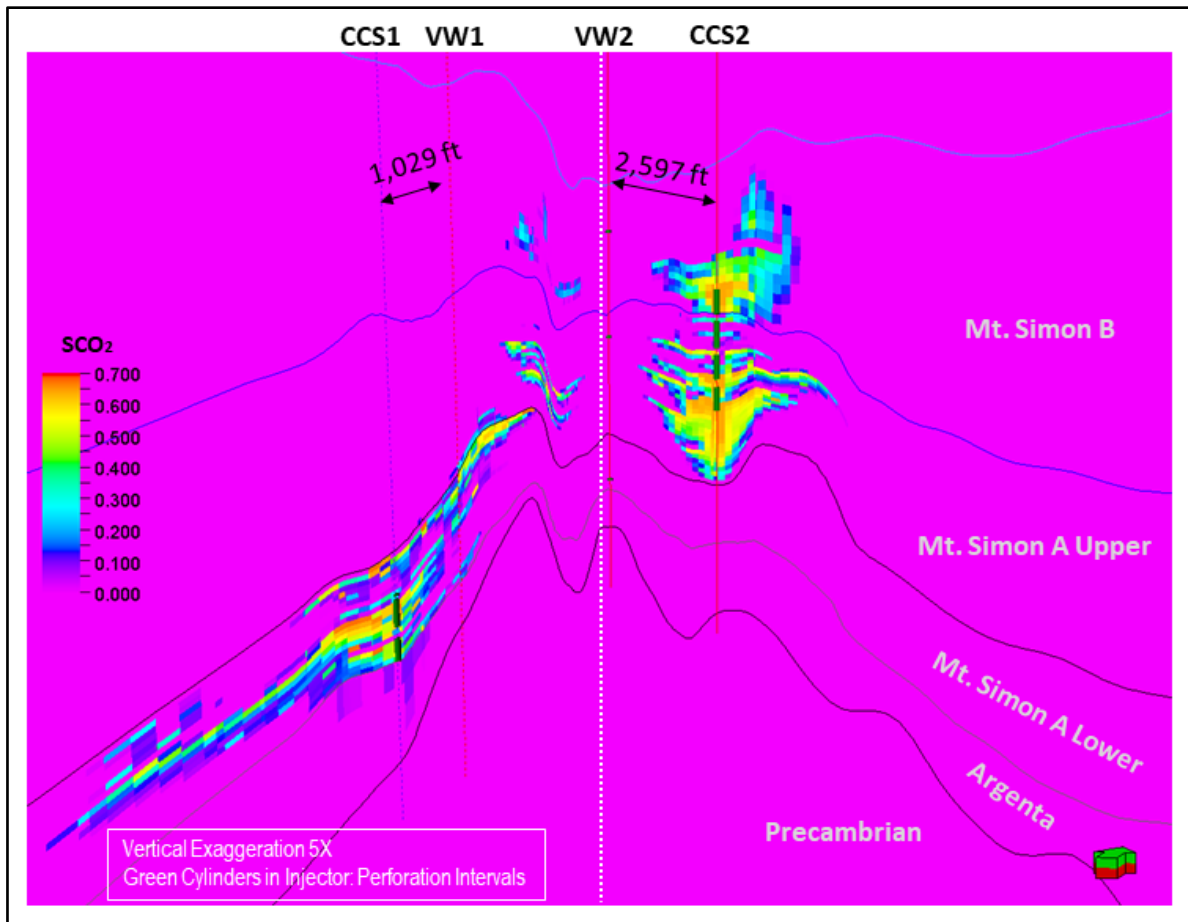 CCS1 VW1 VW2 CCS2
1,029 ft
2,597 ft
Mt. Simon B
SCO₂
0.700
0.600
0.500
0.400
0.300
0.200
0.100
0.000
Mt. Simon A Upper
Mt. Simon A Lower
Argenta
Precambrian
Vertical Exaggeration 5X
Green Cylinders in Injector: Perforation Intervals